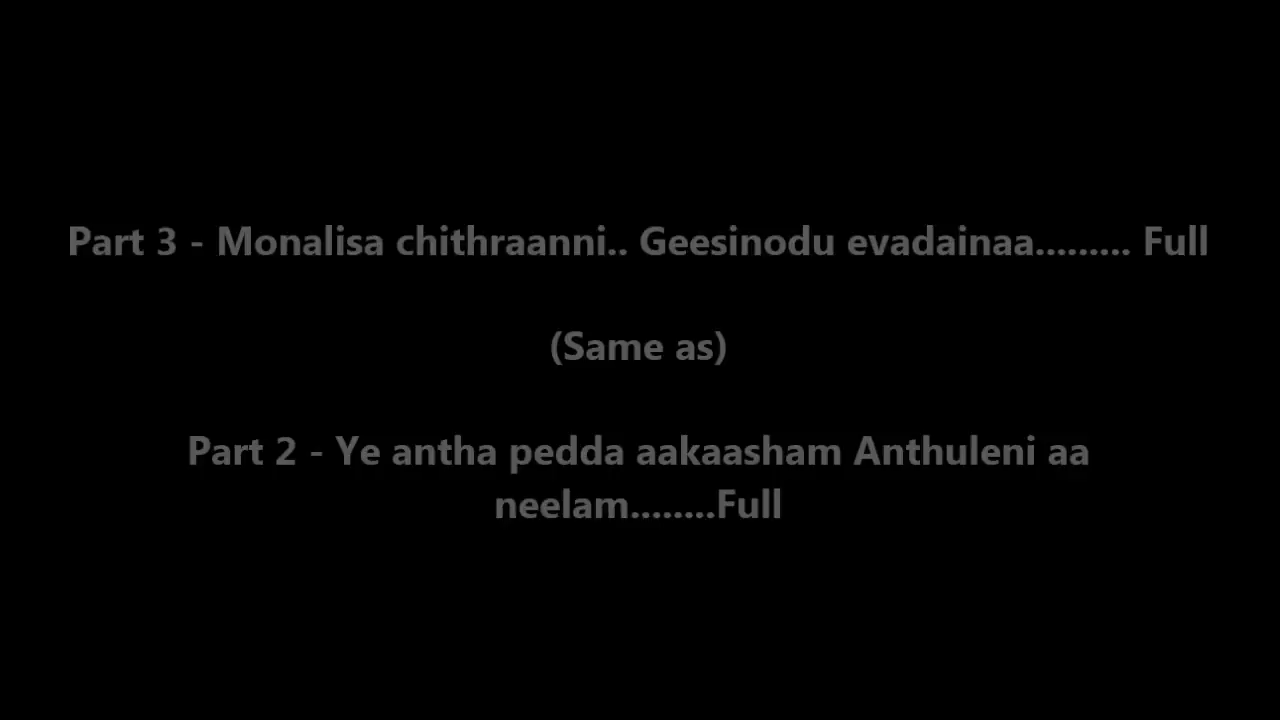 Part 3 - Monalisa chithraanni.. Geesinodu evadainaa......... Full
(Same as)
Part 2 - Ye antha pedda aakaasham Anthuleni aa
neelam........Full